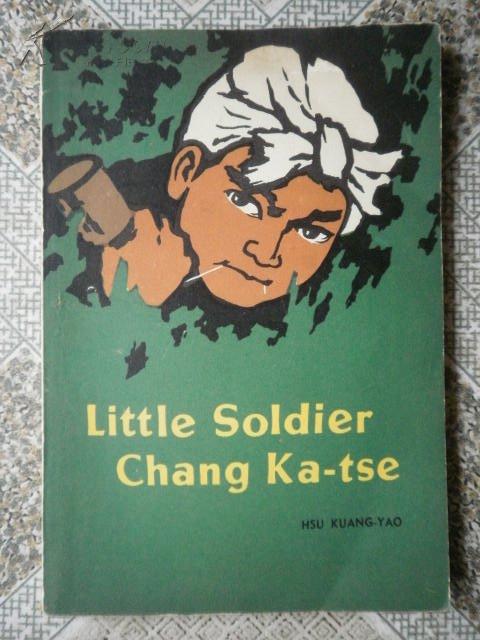 Little Soldier
Chang Ka-tse
HSU KUANG-YAO